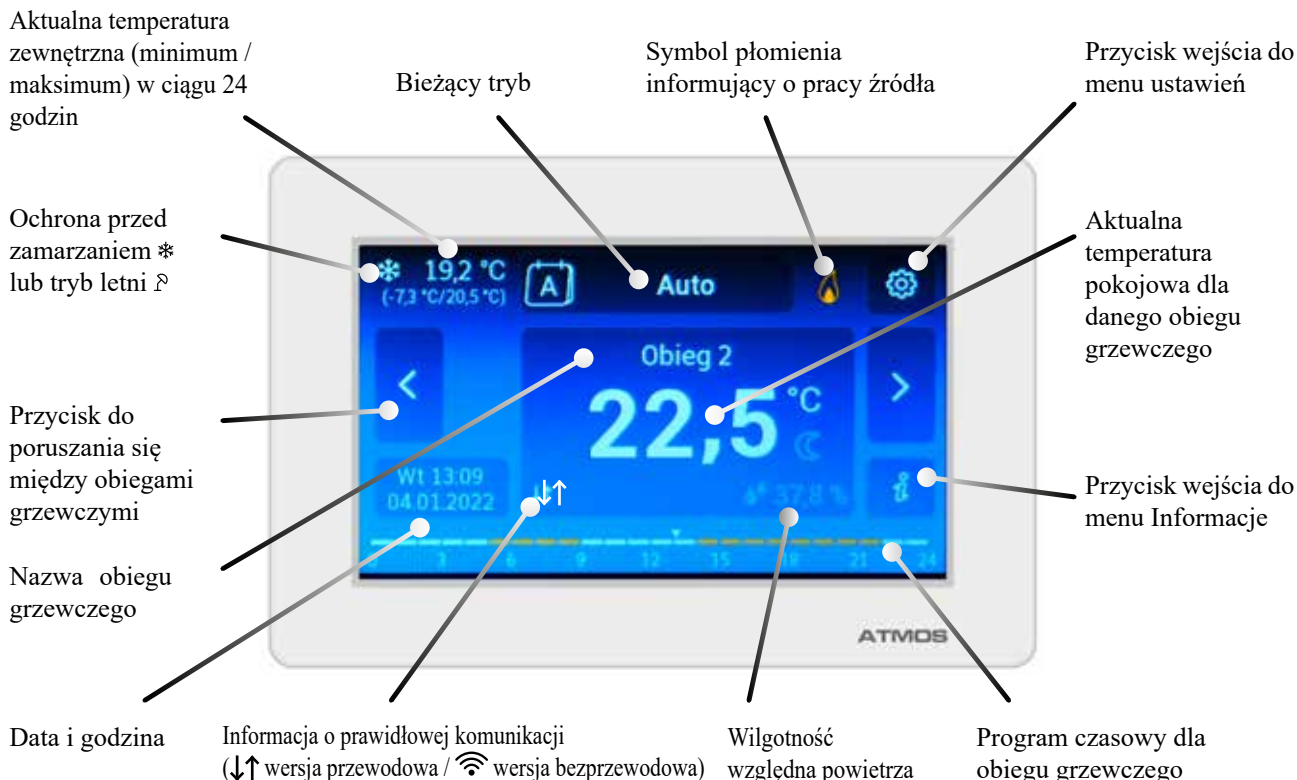 Aktualna temperatura
zewnętrzna (minimum /
maksimum) w ciągu 24
godzin
Bieżący tryb
Symbol płomienia
informujący o pracy źródła
Przycisk wejścia do
menu ustawień
Ochrona przed
zamarzaniem ❄
lub tryb letni
Aktualna
temperatura
pokojowa dla
danego obiegu
grzewczego
19,2 °C
(-7,3 °C/20,5 °C)
A
Auto
Obieg 2
22,5 °C
Wt 13:09
04.01.2022
↓↑
37,8 %
3 6 9 12 15 18 21 24
ATMOS
Przycisk do
poruszania się
między obiegami
grzewczymi
Przycisk wejścia do
menu Informacje
Nazwa obiegu
grzewczego
Data i godzina
Informacja o prawidłowej komunikacji
(↓↑ wersja przewodowa / wersja bezprzewodowa)
Wilgotność
względna powietrza
Program czasowy dla
obiegu grzewczego